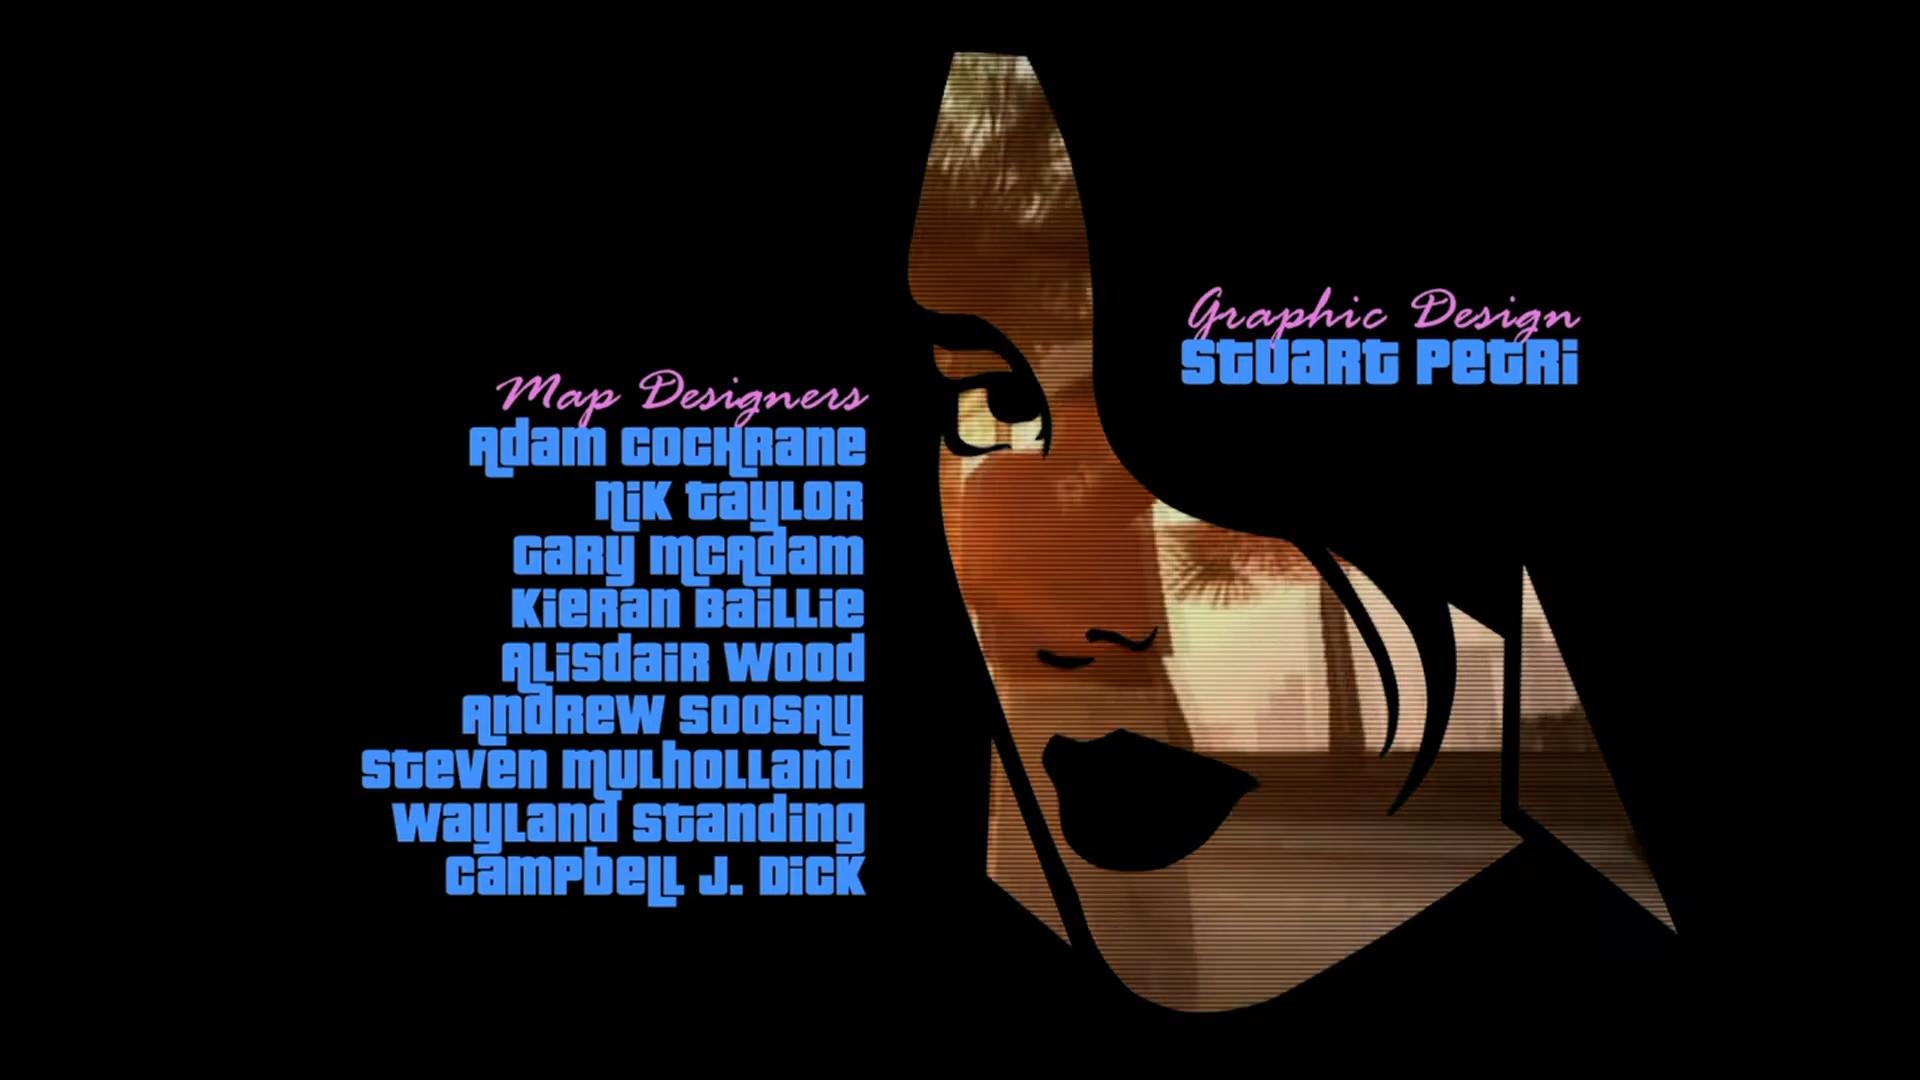 Map Designers
Adam Cochrane
Nik Taylor
Gary McAdam
Kieran Baillie
Alisdair Wood
Andrew Soosay
Steven Mulholland
Wayland Standing
Campbell J. Dick
Graphic Design
Stuart Petri